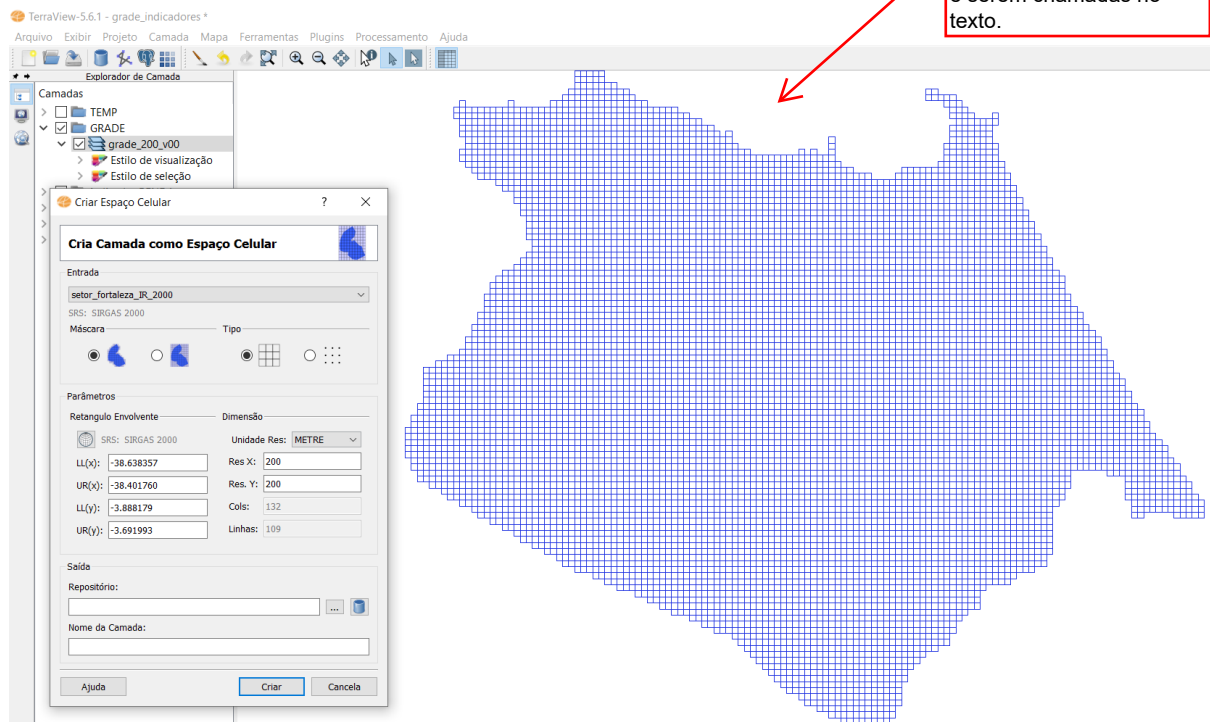 TerraView-5.6.1 - grade_indicadores *
e serem chamadas no
texto.
Arquivo Exibir Projeto Camada Mapa Ferramentas Plugins Processamento Ajuda
Explorador de Camada
Camadas
TEMP
GRADE
grade_200_v00
Estilo de visualização
Estilo de seleção
Criar Espaço Celular ? X
Cria Camada como Espaço Celular
Entrada
setor_fortaleza_IR_2000
SRS: SIRGAS 2000
Máscara Tipo
Parâmetros
Retangulo Envolvente Dimensão
SRS: SIRGAS 2000 Unidade Res: METRE
LL(x): -38.638357 Res X: 200
UR(x): -38.401760 Res. Y: 200
LL(y): -3.888179 Cols: 132
UR(y): -3.691993 Linhas: 109
Saída
Repositório:
...
Nome da Camada:
Ajuda Criar Cancela